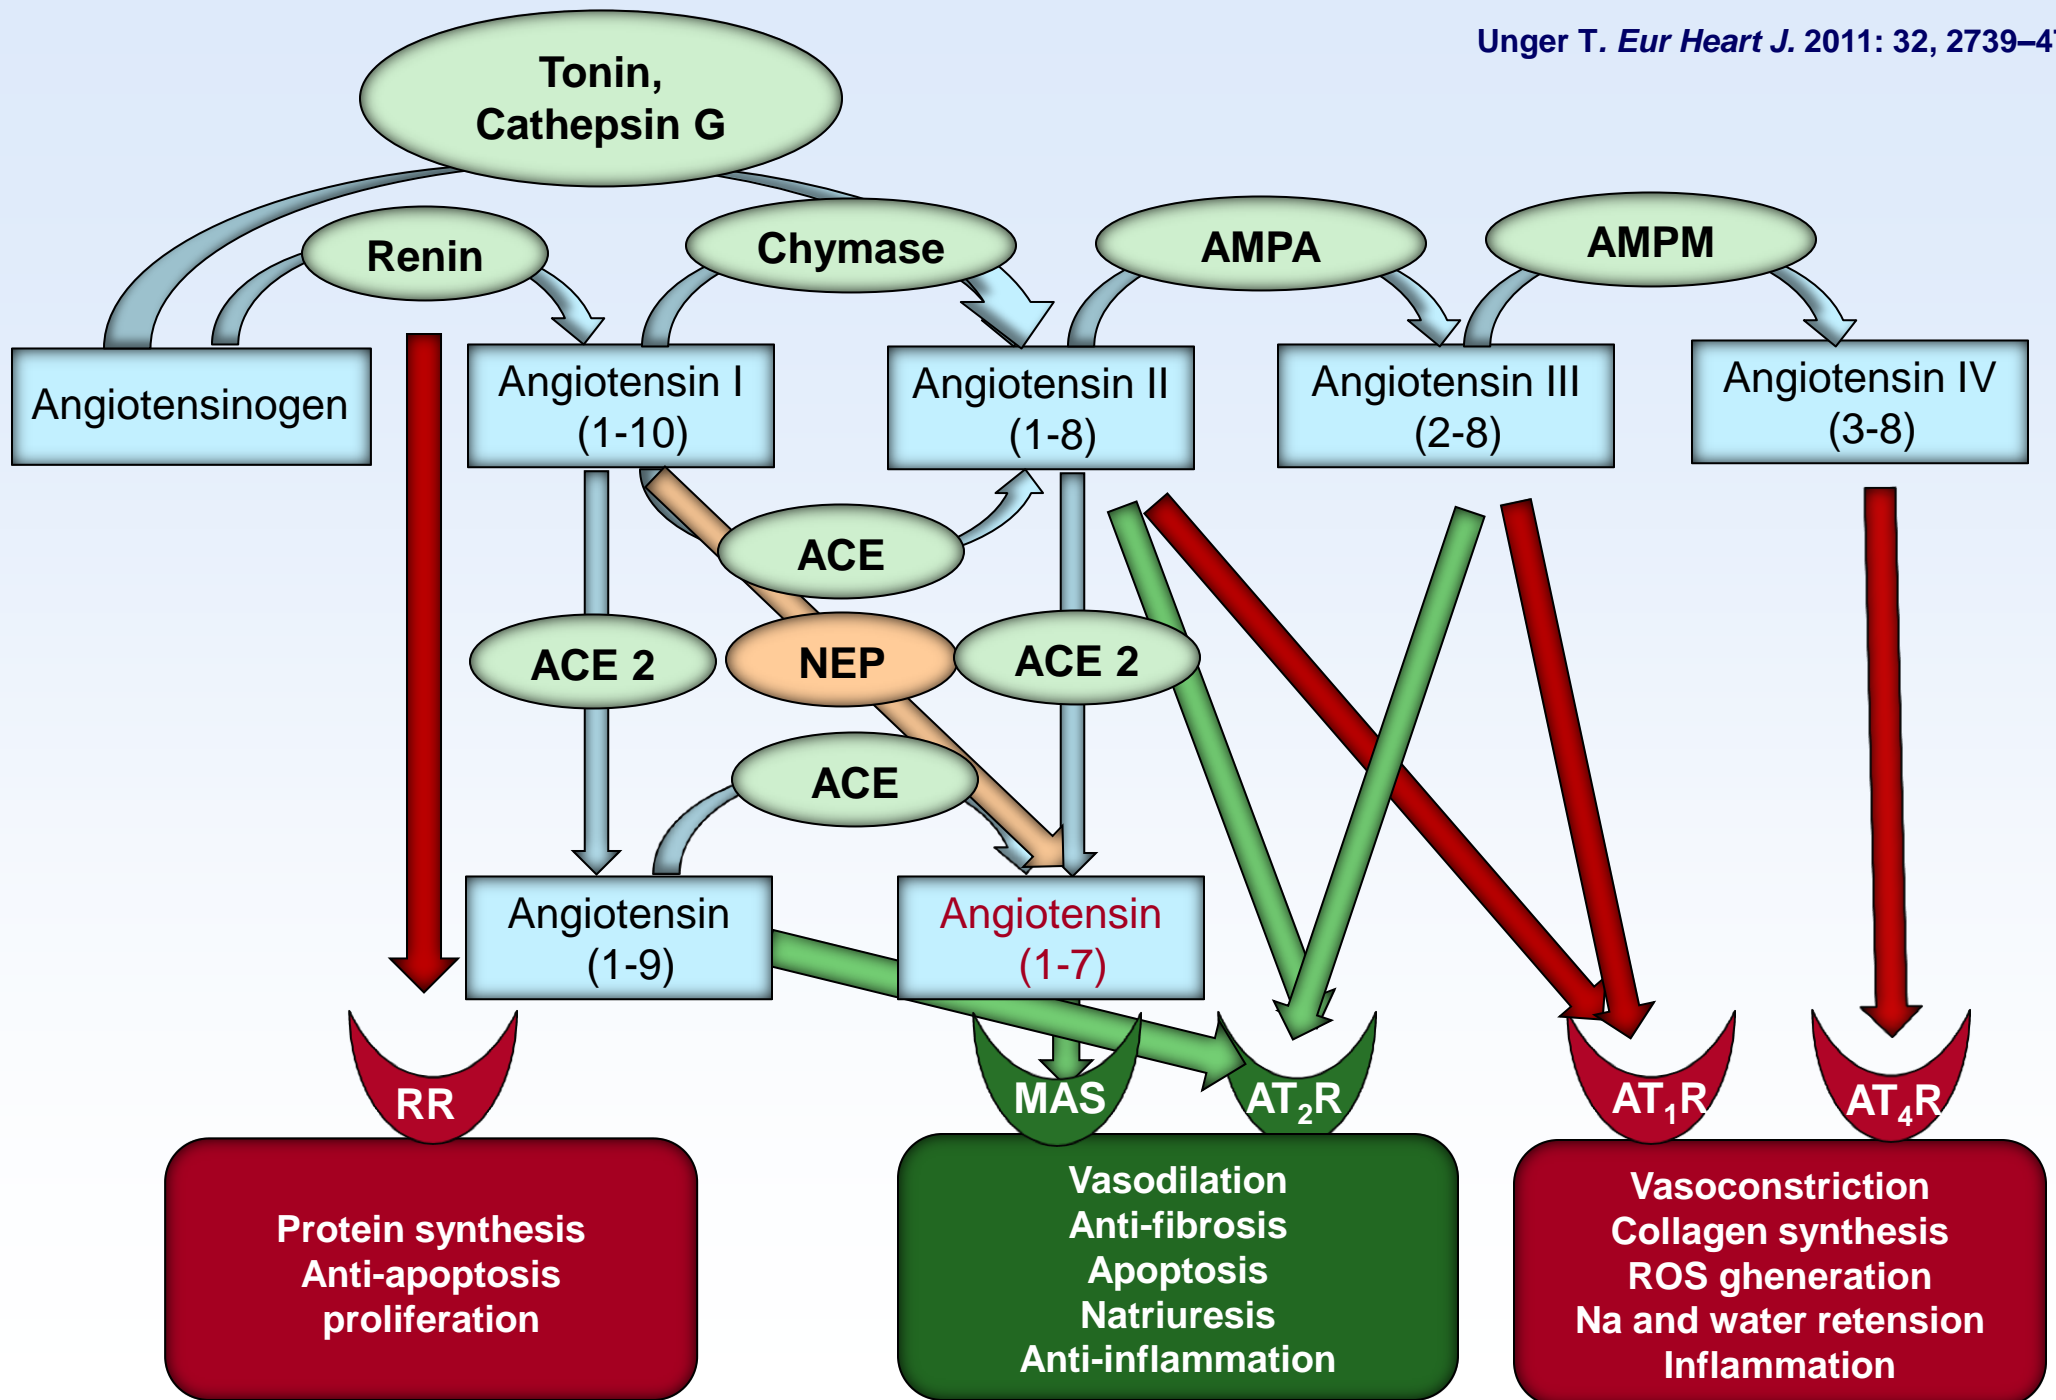 Unger T. Eur Heart J. 2011: 32, 2739–4
Tonin,
Cathepsin G
Renin
Chymase
AMPA
AMPM
Angiotensinogen
Angiotensin I
(1-10)
Angiotensin II
(1-8)
Angiotensin III
(2-8)
Angiotensin IV
(3-8)
ACE
ACE 2
NEP
ACE 2
ACE
Angiotensin
(1-9)
Angiotensin
(1-7)
RR
MAS
AT₂R
AT₁R
AT₄R
Protein synthesis
Anti-apoptosis
proliferation
Vasodilation
Anti-fibrosis
Apoptosis
Natriuresis
Anti-inflammation
Vasoconstriction
Collagen synthesis
ROS gheneration
Na and water retention
Inflammation